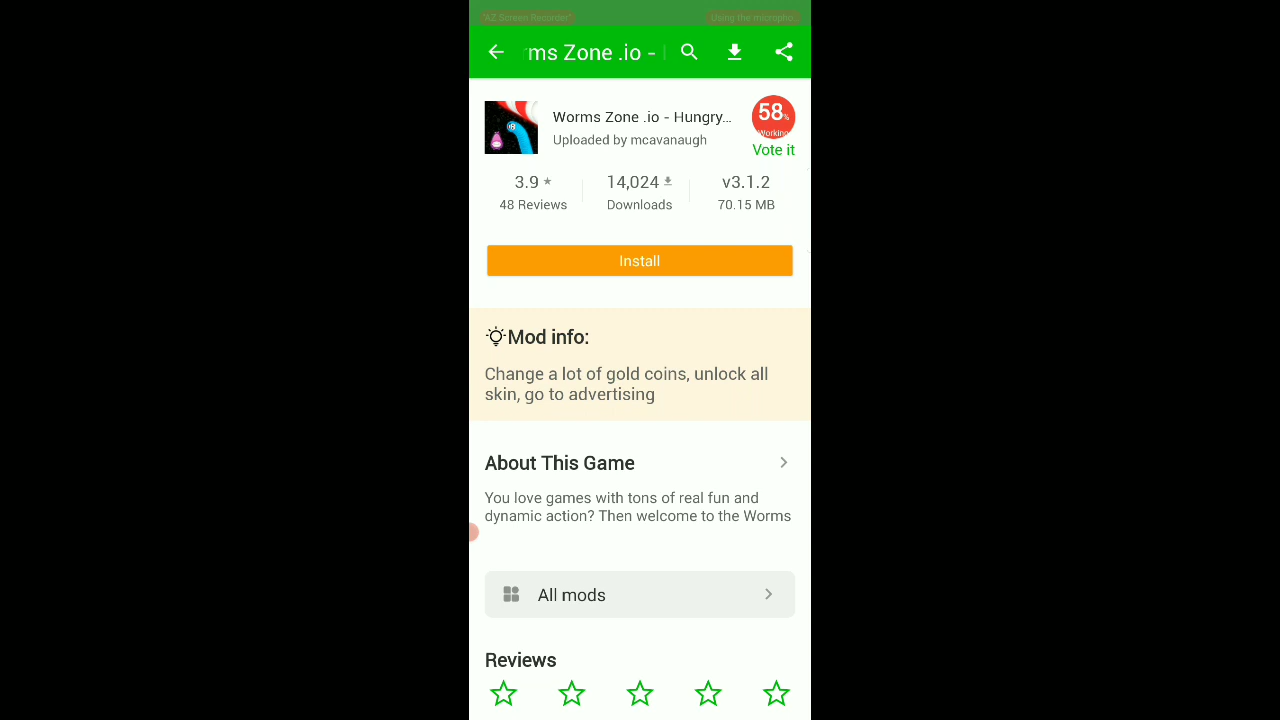 "AZ Screen Recorder"
Using the micropho...
rms Zone .io -
Worms Zone .io - Hungry...
Uploaded by mcavanaugh
58%
Working
Vote it
3.9 ★
48 Reviews
14,024
Downloads
v3.1.2
70.15 MB
Install
Mod info:
Change a lot of gold coins, unlock all
skin, go to advertising
About This Game
You love games with tons of real fun and
dynamic action? Then welcome to the Worms
All mods
Reviews